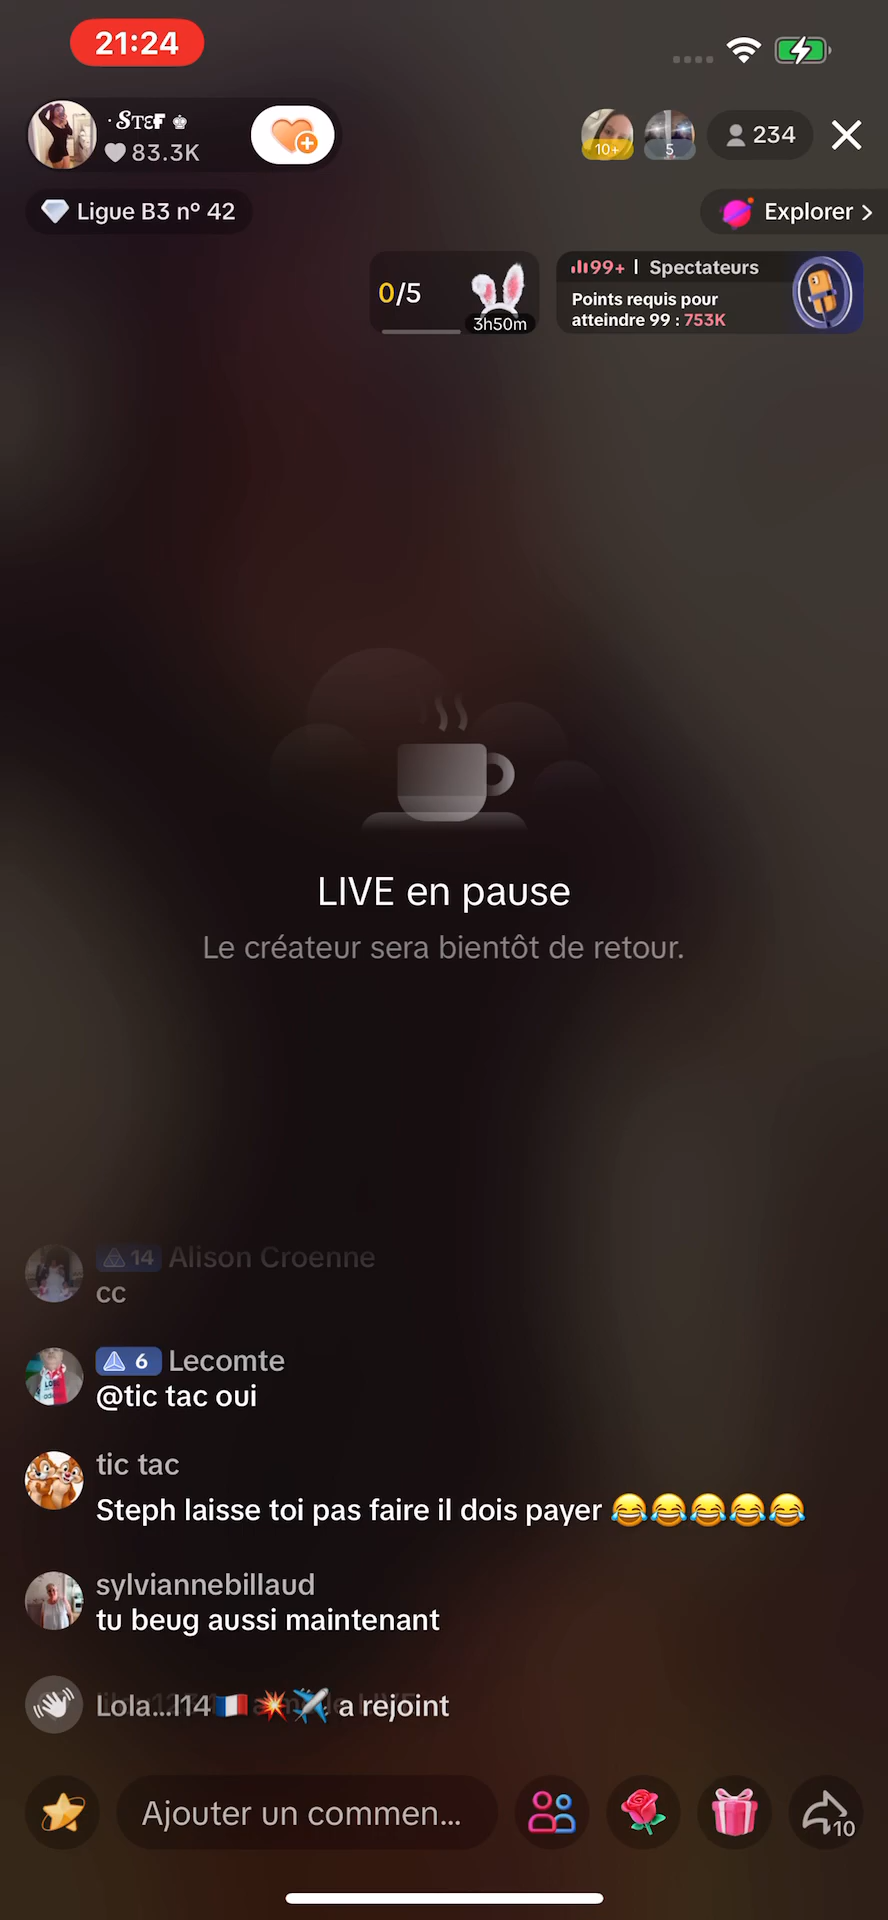 21:24
· STEF ♚
83.3K
10+
5
234
Ligue B3 nº 42
Explorer >
0/5
3h50m
99+ | Spectateurs
Points requis pour
atteindre 99 : 753K
LIVE en pause
Le créateur sera bientôt de retour.
14 Alison Croenne
cc
6 Lecomte
@tic tac oui
tic tac
Steph laisse toi pas faire il dois payer 😂😂😂😂😂
sylviannebillaud
tu beug aussi maintenant
Lola...l14🇫🇷💥✈️ a rejoint
Ajouter un commen...
10